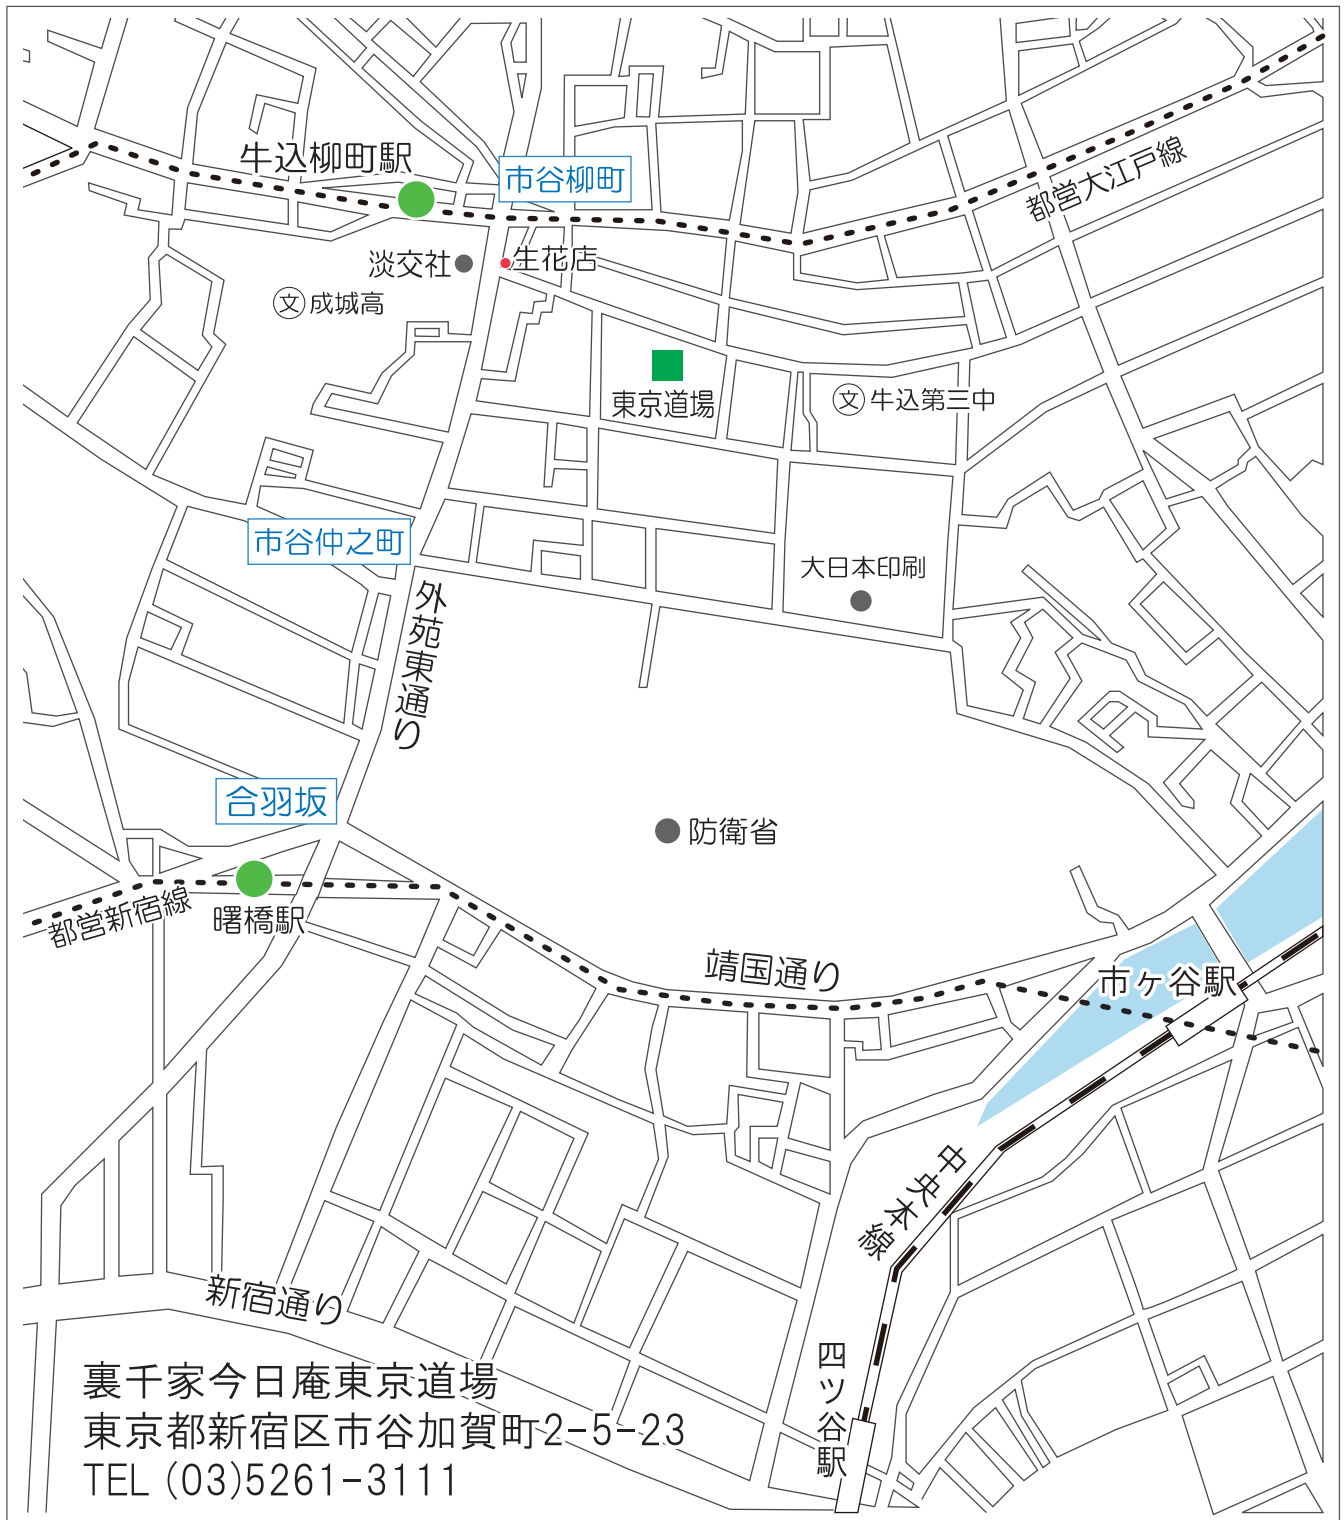 牛込柳町駅
市谷柳町
都営大江戸線
淡交社
生花店
文 成城高
東京道場
文 牛込第三中
市谷仲之町
大日本印刷
外苑東通り
合羽坂
防衛省
曙橋駅
都営新宿線
靖国通り
市ヶ谷駅
中央本線
新宿通り
四ツ谷駅
裏千家今日庵東京道場
東京都新宿区市谷加賀町2-5-23
TEL (03)5261-3111